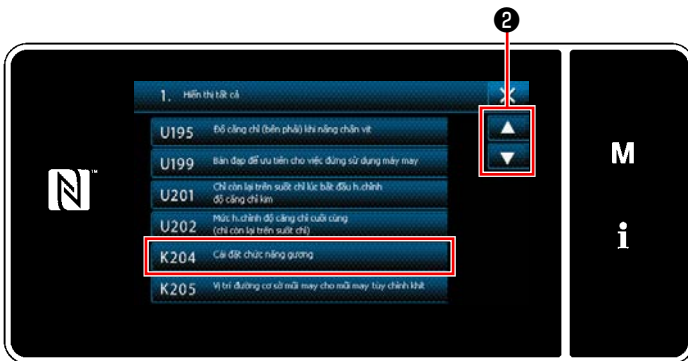 ❷
1. Hiển thị tất cả
U195 Độ căng chỉ (bên phải) khi nâng chân vịt
U199 Bàn đạp để ưu tiên cho việc đứng sử dụng máy may
U201 Chỉ còn lại trên suốt chỉ lúc bắt đầu h.chỉnh
độ căng chỉ kim
U202 Mức h.chỉnh độ căng chỉ cuối cùng
(chỉ còn lại trên suốt chỉ)
K204 Cài đặt chức năng gương
K205 Vị trí đường cơ sở mũi may cho mũi may tùy chỉnh khít
M
i
N